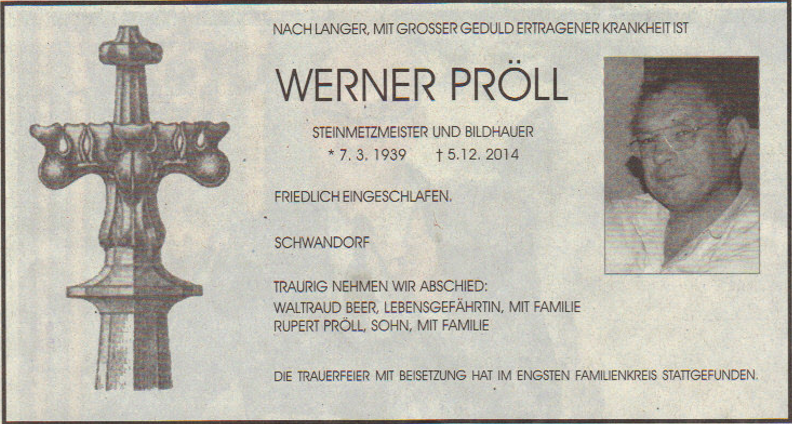 NACH LANGER, MIT GROSSER GEDULD ERTRAGENER KRANKHEIT IST
WERNER PRÖLL
STEINMETZMEISTER UND BILDHAUER
* 7. 3. 1939 † 5.12. 2014
FRIEDLICH EINGESCHLAFEN.
SCHWANDORF
TRAURIG NEHMEN WIR ABSCHIED:
WALTRAUD BEER, LEBENSGEFÄHRTIN, MIT FAMILIE
RUPERT PRÖLL, SOHN, MIT FAMILIE
DIE TRAUERFEIER MIT BEISETZUNG HAT IM ENGSTEN FAMILIENKREIS STATTGEFUNDEN.